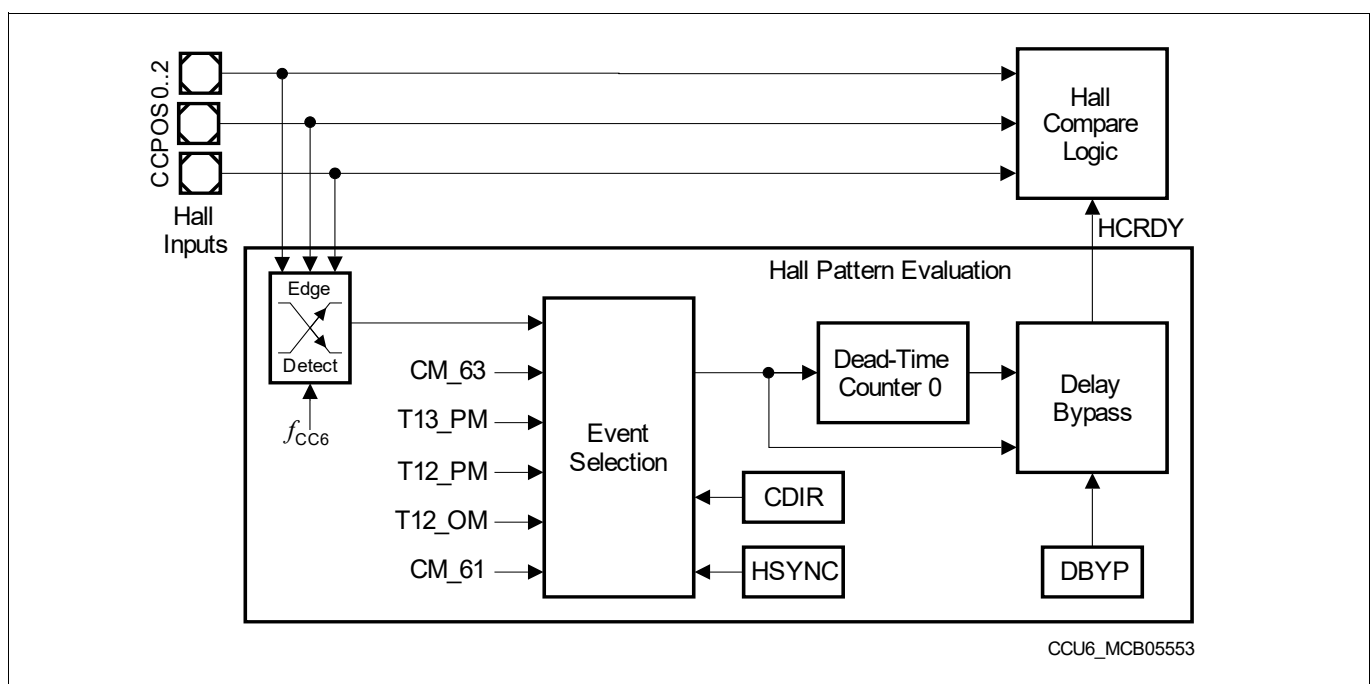 CCPOS 0..2
Hall
Inputs
Hall
Compare
Logic
HCRDY
Hall Pattern Evaluation
Edge
Detect
fCC6
CM_63
T13_PM
T12_PM
T12_OM
CM_61
Event
Selection
Dead-Time
Counter 0
Delay
Bypass
CDIR
HSYNC
DBYP
CCU6_MCB05553